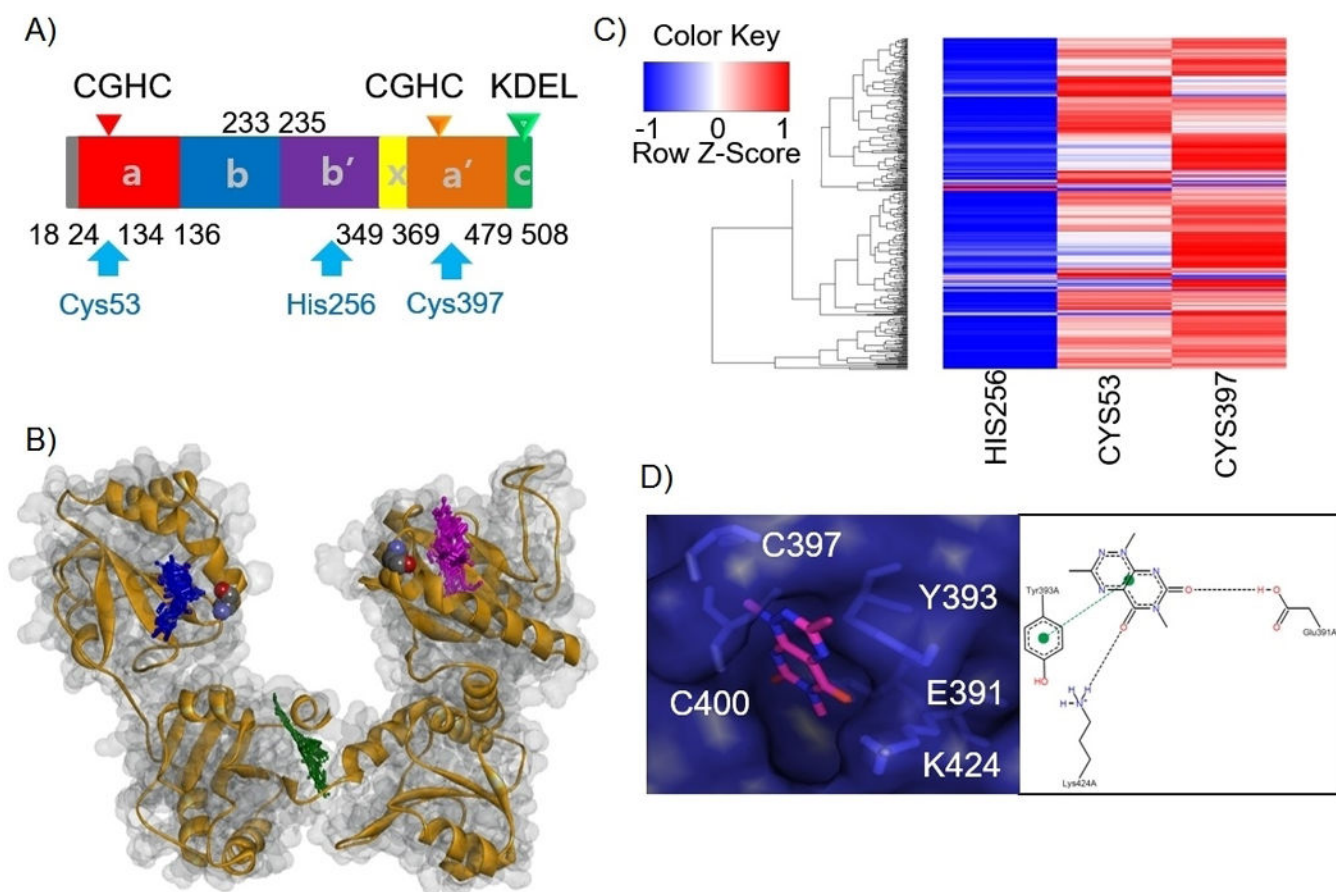 A)
CGHC CGHC KDEL
233 235
a b b′ x a′ c
18 24 134 136 349 369 479 508
Cys53 His256 Cys397
C)
Color Key
-1 0 1
Row Z-Score
HIS256
CYS53
CYS397
B)
D)
C397
Y393
C400
E391
K424
Tyr393A
HO
N N N
N N
N
N
O
O
H O
O
Glu391A
H H
H N+
Lys424A